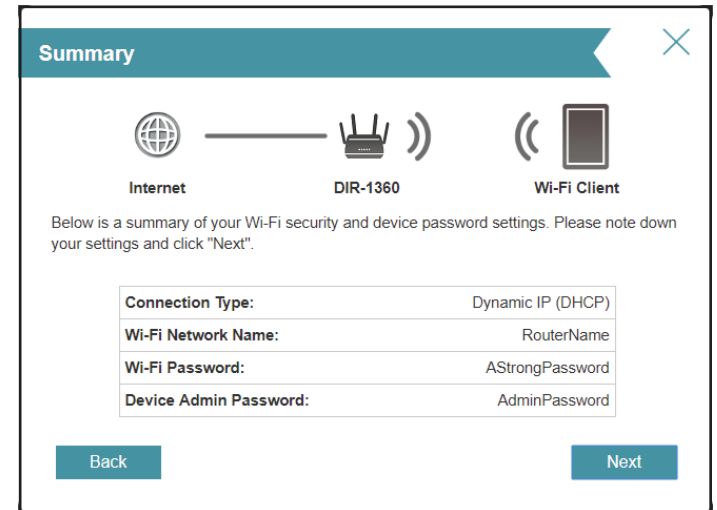 Summary
Internet DIR-1360 Wi-Fi Client
Below is a summary of your Wi-Fi security and device password settings. Please note down
your settings and click "Next".
Connection Type: Dynamic IP (DHCP)
Wi-Fi Network Name: RouterName
Wi-Fi Password: AStrongPassword
Device Admin Password: AdminPassword
Back Next